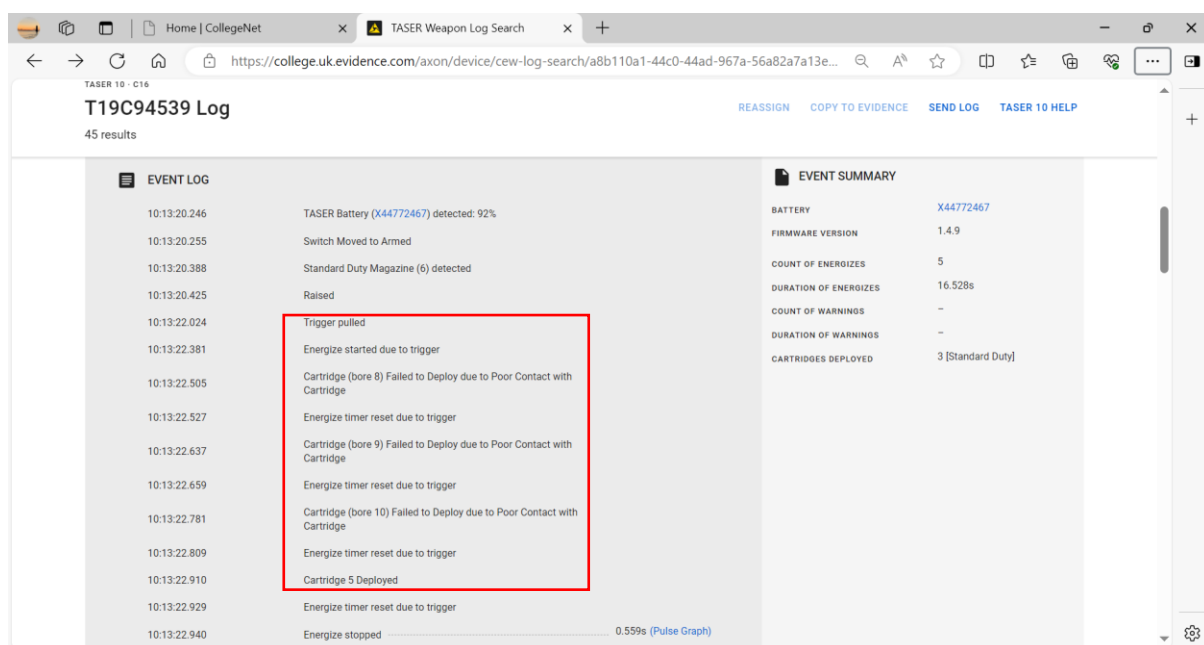 Home | CollegeNet
TASER Weapon Log Search
https://college.uk.evidence.com/axon/device/cew-log-search/a8b110a1-44c0-44ad-967a-56a82a7a13e...
TASER 10 - C16
T19C94539 Log
45 results
REASSIGN COPY TO EVIDENCE SEND LOG TASER 10 HELP
EVENT LOG
10:13:20.246 TASER Battery (X44772467) detected: 92%
10:13:20.255 Switch Moved to Armed
10:13:20.388 Standard Duty Magazine (6) detected
10:13:20.425 Raised
10:13:22.024 Trigger pulled
10:13:22.381 Energize started due to trigger
10:13:22.505 Cartridge (bore 8) Failed to Deploy due to Poor Contact with
Cartridge
10:13:22.527 Energize timer reset due to trigger
10:13:22.637 Cartridge (bore 9) Failed to Deploy due to Poor Contact with
Cartridge
10:13:22.659 Energize timer reset due to trigger
10:13:22.781 Cartridge (bore 10) Failed to Deploy due to Poor Contact with
Cartridge
10:13:22.809 Energize timer reset due to trigger
10:13:22.910 Cartridge 5 Deployed
10:13:22.929 Energize timer reset due to trigger
10:13:22.940 Energize stopped 0.559s (Pulse Graph)
EVENT SUMMARY
BATTERY X44772467
FIRMWARE VERSION 1.4.9
COUNT OF ENERGIZES 5
DURATION OF ENERGIZES 16.528s
COUNT OF WARNINGS –
DURATION OF WARNINGS –
CARTRIDGES DEPLOYED 3 [Standard Duty]